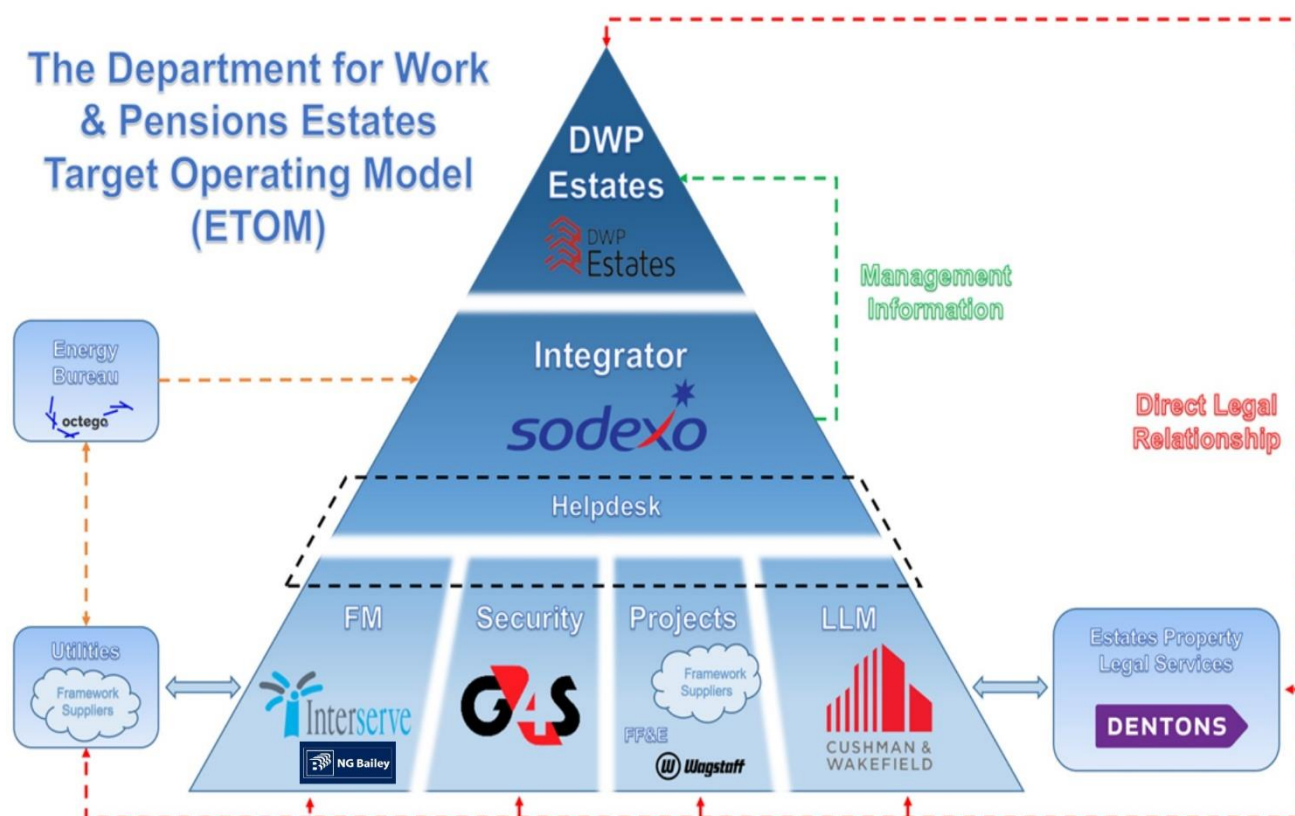 The Department for Work
& Pensions Estates
Target Operating Model
(ETOM)
DWP
Estates
DWP
Estates
Management
Information
Energy
Bureau
octega
Integrator
sodexo
Direct Legal
Relationship
Helpdesk
FM
Security
Projects
LLM
Utilities
Framework
Suppliers
Interserve
NG Bailey
G4S
Framework
Suppliers
FF&E
W Wagstaff
CUSHMAN &
WAKEFIELD
Estates Property
Legal Services
DENTONS